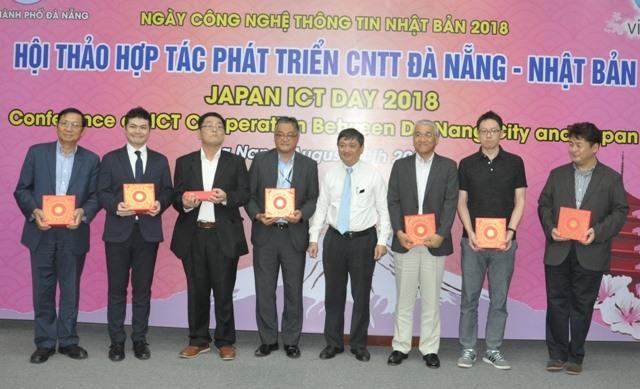 THÀNH PHỐ ĐÀ NẴNG
NGÀY CÔNG NGHỆ THÔNG TIN NHẬT BẢN 2018
HỘI THẢO HỢP TÁC PHÁT TRIỂN CNTT ĐÀ NẴNG - NHẬT BẢN
JAPAN ICT DAY 2018
Conference on ICT Cooperation Between Da Nang City and Japan